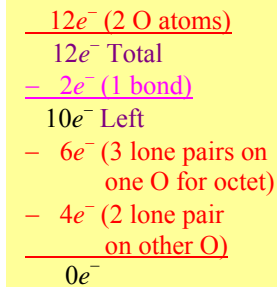 12e⁻ (2 O atoms)
12e⁻ Total
– 2e⁻ (1 bond)
10e⁻ Left
– 6e⁻ (3 lone pairs on
one O for octet)
– 4e⁻ (2 lone pair
on other O)
0e⁻